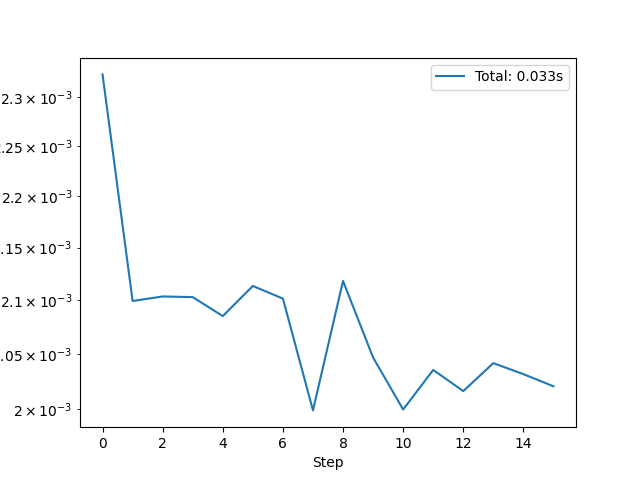 Total: 0.033s
2.3 × 10⁻³
.25 × 10⁻³
2.2 × 10⁻³
.15 × 10⁻³
2.1 × 10⁻³
.05 × 10⁻³
2 × 10⁻³
0 2 4 6 8 10 12 14
Step